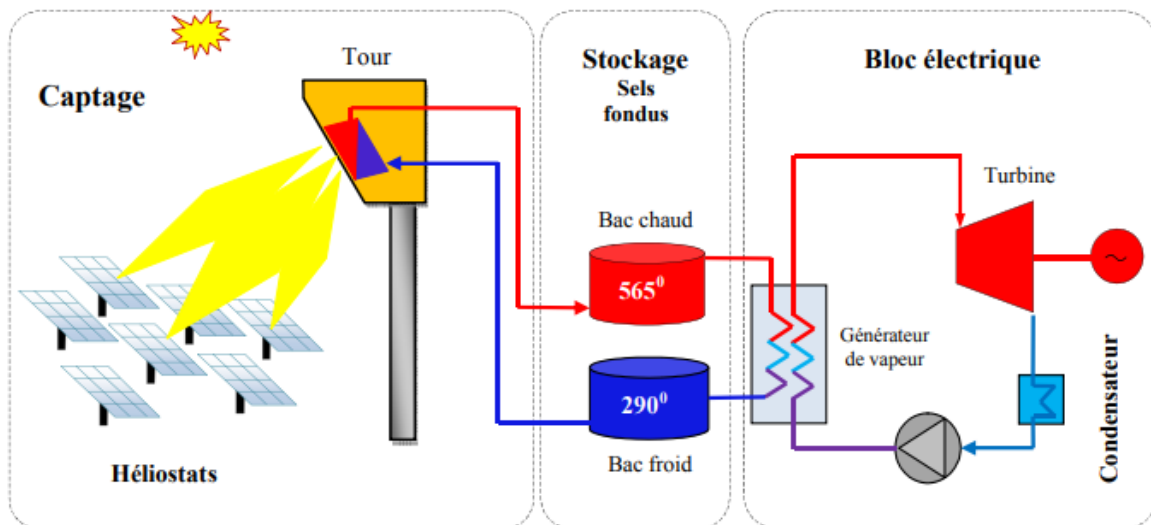 Captage
Tour
Héliostats
Stockage
Sels
fondus
Bac chaud
565⁰
290⁰
Bac froid
Bloc électrique
Turbine
~
Générateur
de vapeur
Condensateur